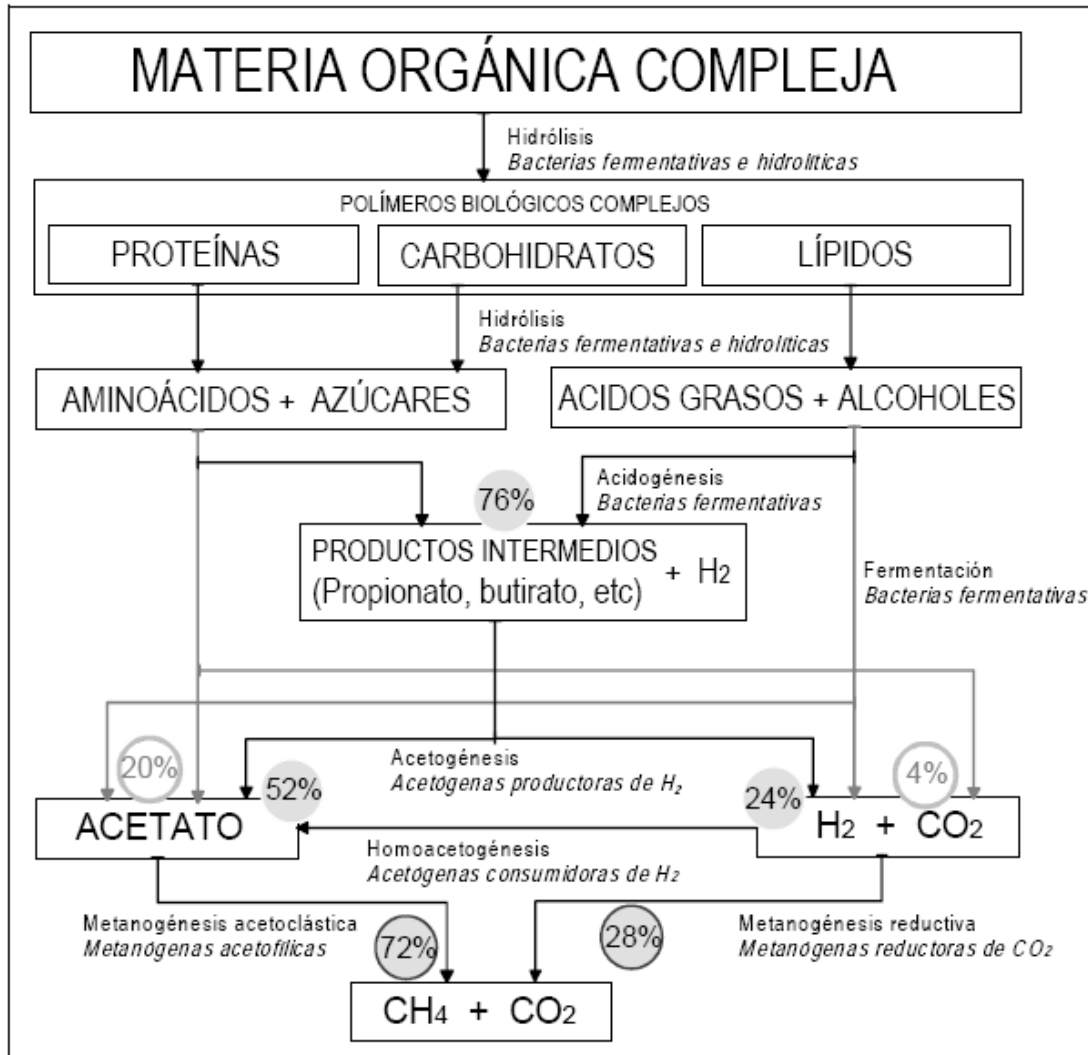 MATERIA ORGÁNICA COMPLEJA
Hidrólisis
Bacterias fermentativas e hidrolíticas
POLÍMEROS BIOLÓGICOS COMPLEJOS
PROTEÍNAS
CARBOHIDRATOS
LÍPIDOS
Hidrólisis
Bacterias fermentativas e hidrolíticas
AMINOÁCIDOS + AZÚCARES
ACIDOS GRASOS + ALCOHOLES
Acidogénesis
Bacterias fermentativas
76%
PRODUCTOS INTERMEDIOS
(Propionato, butirato, etc)
+ H₂
Fermentación
Bacterias fermentativas
20%
52%
Acetogénesis
Acetógenas productoras de H₂
24%
4%
ACETATO
H₂ + CO₂
Homoacetogénesis
Acetógenas consumidoras de H₂
Metanogénesis acetoclástica
Metanógenas acetofílicas
72%
28%
Metanogénesis reductiva
Metanógenas reductoras de CO₂
CH₄ + CO₂